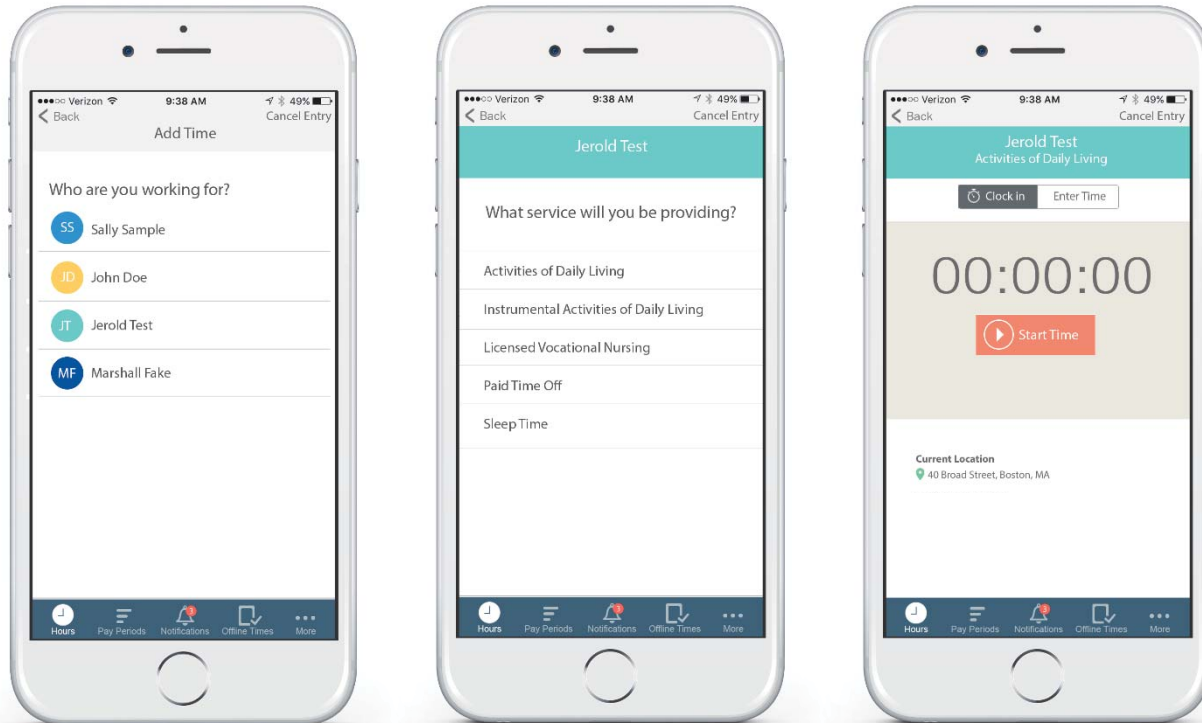 Verizon 9:38 AM 49%
Back Cancel Entry
Add Time
Who are you working for?
SS Sally Sample
JD John Doe
JT Jerold Test
MF Marshall Fake
3
Hours Pay Periods Notifications Offline Times More
Verizon 9:38 AM 49%
Back Cancel Entry
Jerold Test
What service will you be providing?
Activities of Daily Living
Instrumental Activities of Daily Living
Licensed Vocational Nursing
Paid Time Off
Sleep Time
3
Hours Pay Periods Notifications Offline Times More
Verizon 9:38 AM 49%
Back Cancel Entry
Jerold Test
Activities of Daily Living
Clock in Enter Time
00:00:00
Start Time
Current Location
40 Broad Street, Boston, MA
3
Hours Pay Periods Notifications Offline Times More